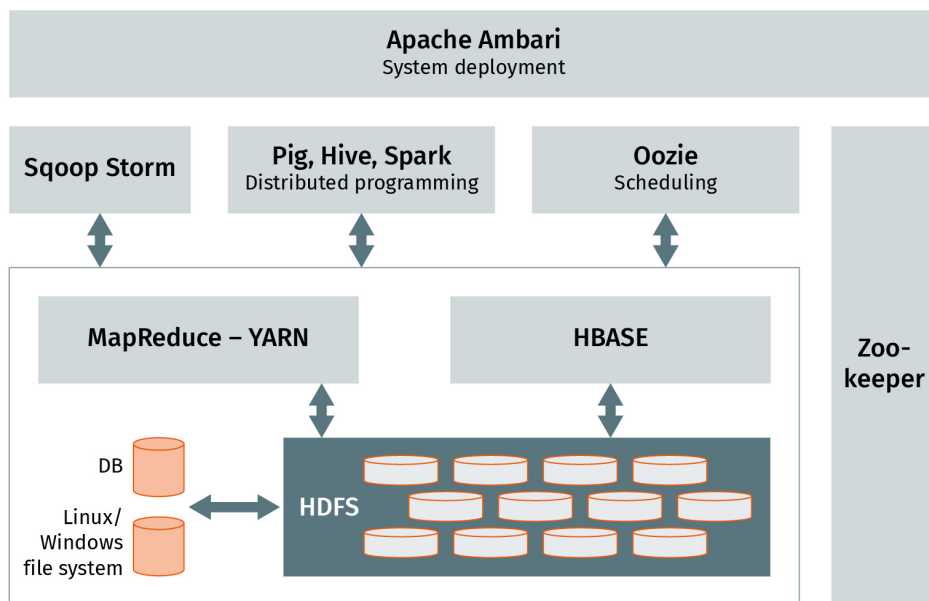 Apache Ambari
System deployment
Sqoop Storm
Pig, Hive, Spark
Distributed programming
Oozie
Scheduling
Zoo-
keeper
MapReduce – YARN
HBASE
DB
Linux/
Windows
file system
HDFS